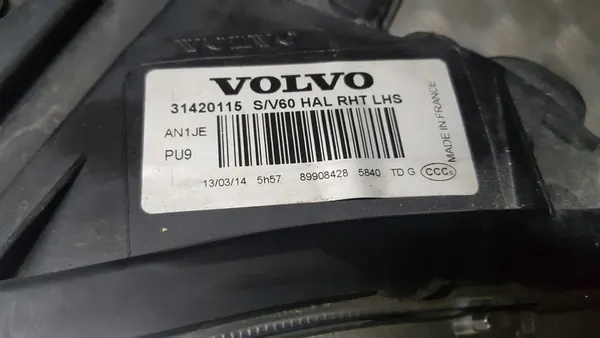 VOLVO
VOLVO
31420115 S/V60 HAL RHT LHS
AN1JE
PU9
13/03/14 5h57 89908428 5840 TD G
CCC
MADE IN FRANCE